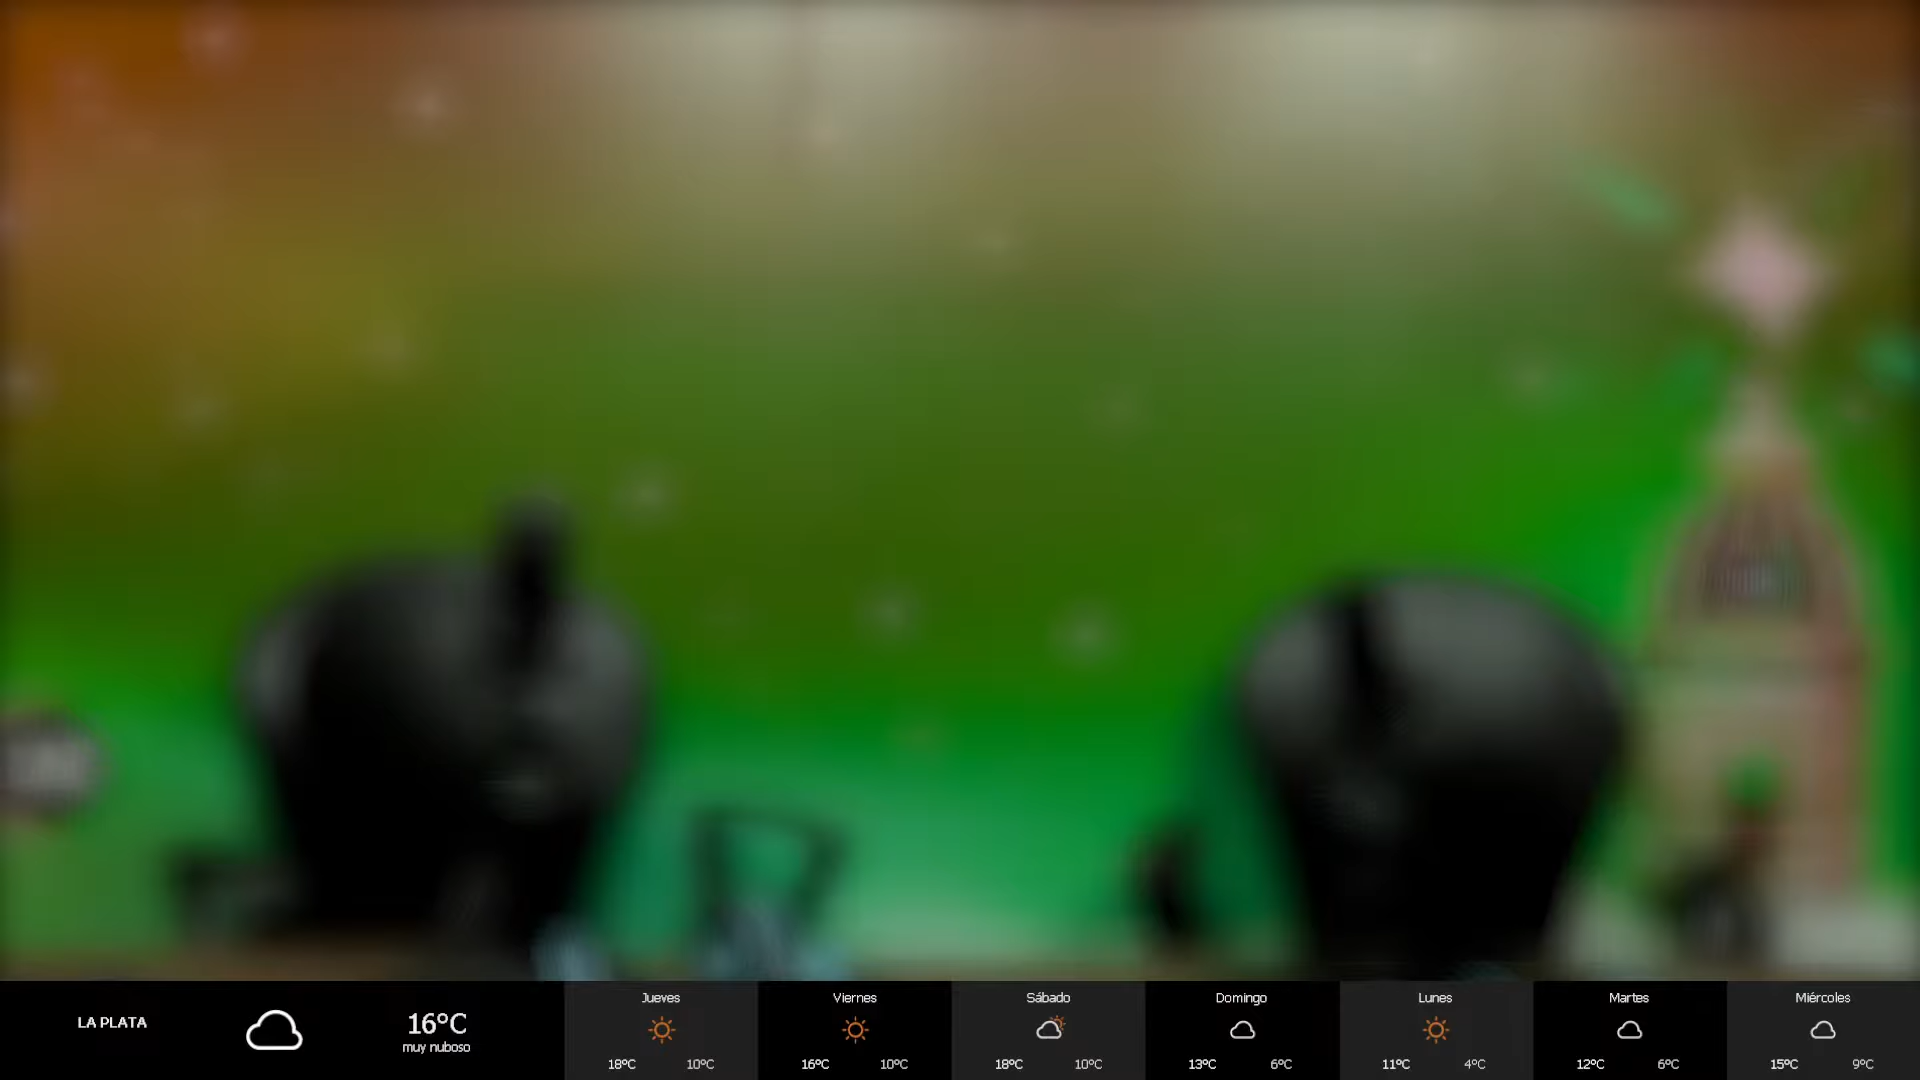 LA PLATA
16°C
muy nuboso
Jueves
18°C 10°C
Viernes
16°C 10°C
Sábado
18°C 10°C
Domingo
13°C 6°C
Lunes
11°C 4°C
Martes
12°C 6°C
Miércoles
15°C 9°C